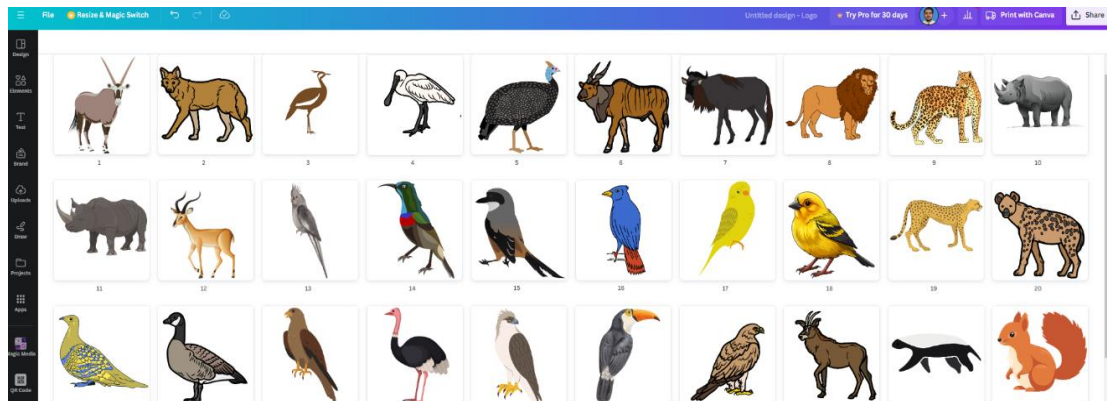 File Resize & Magic Switch Untitled design - Logo Try Pro for 30 days + Print with Canva Share
Design
Elements
Text
Brand
Uploads
Draw
Projects
Apps
Magic Media
QR Code
1 2 3 4 5 6 7 8 9 10
11 12 13 14 15 16 17 18 19 20